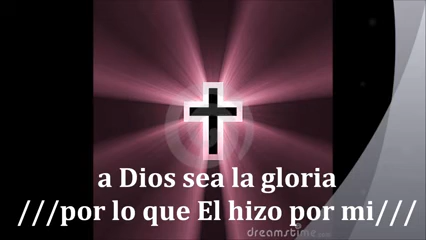 a Dios sea la gloria
///por lo que El hizo por mi///
dreamstime